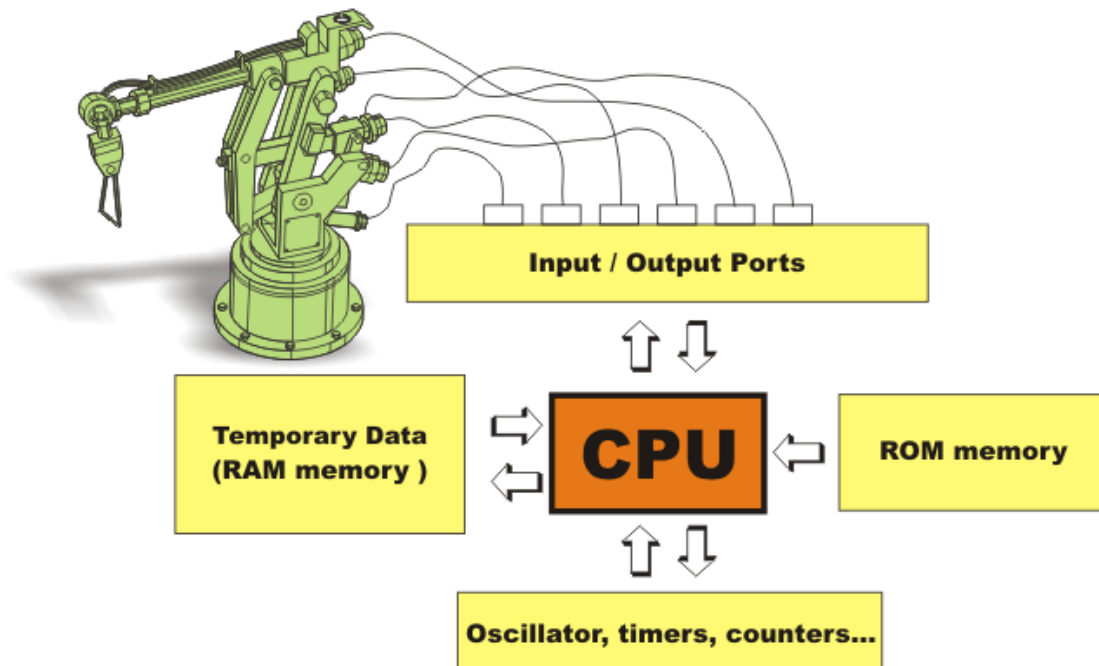 Input / Output Ports
Temporary Data
(RAM memory )
CPU
ROM memory
Oscillator, timers, counters...